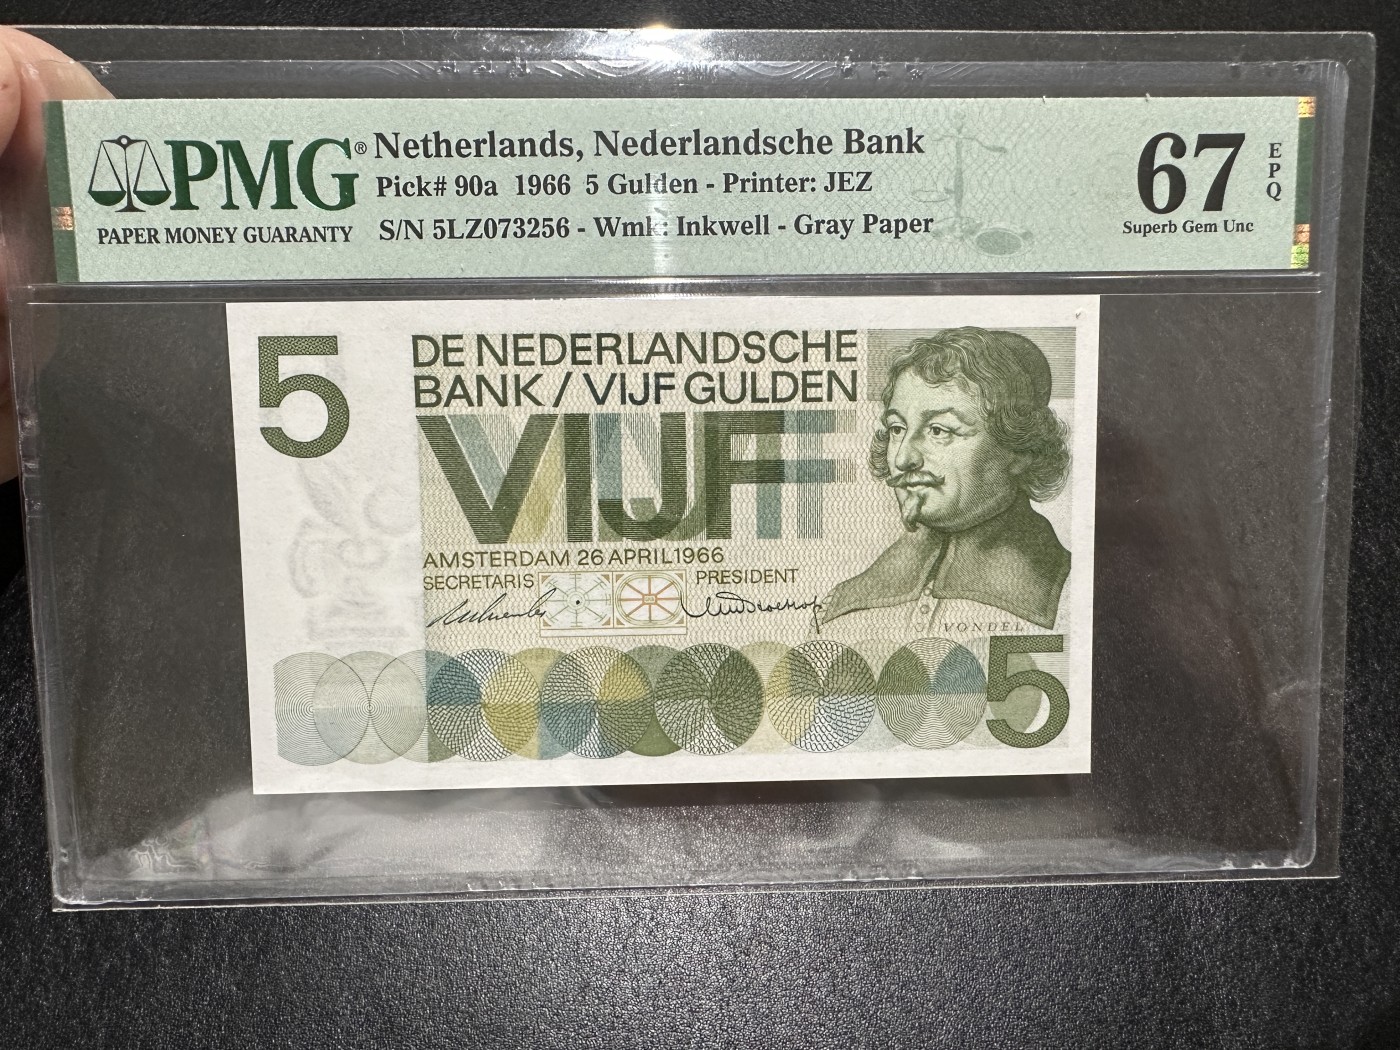 PMG®
PAPER MONEY GUARANTY
Netherlands, Nederlandsche Bank
Pick# 90a 1966 5 Gulden - Printer: JEZ
S/N 5LZ073256 - Wmk: Inkwell - Gray Paper
67
EPQ
Superb Gem Unc
5
DE NEDERLANDSCHE
BANK / VIJF GULDEN
VIJF
AMSTERDAM 26 APRIL 1966
SECRETARIS
PRESIDENT
VONDEL
5